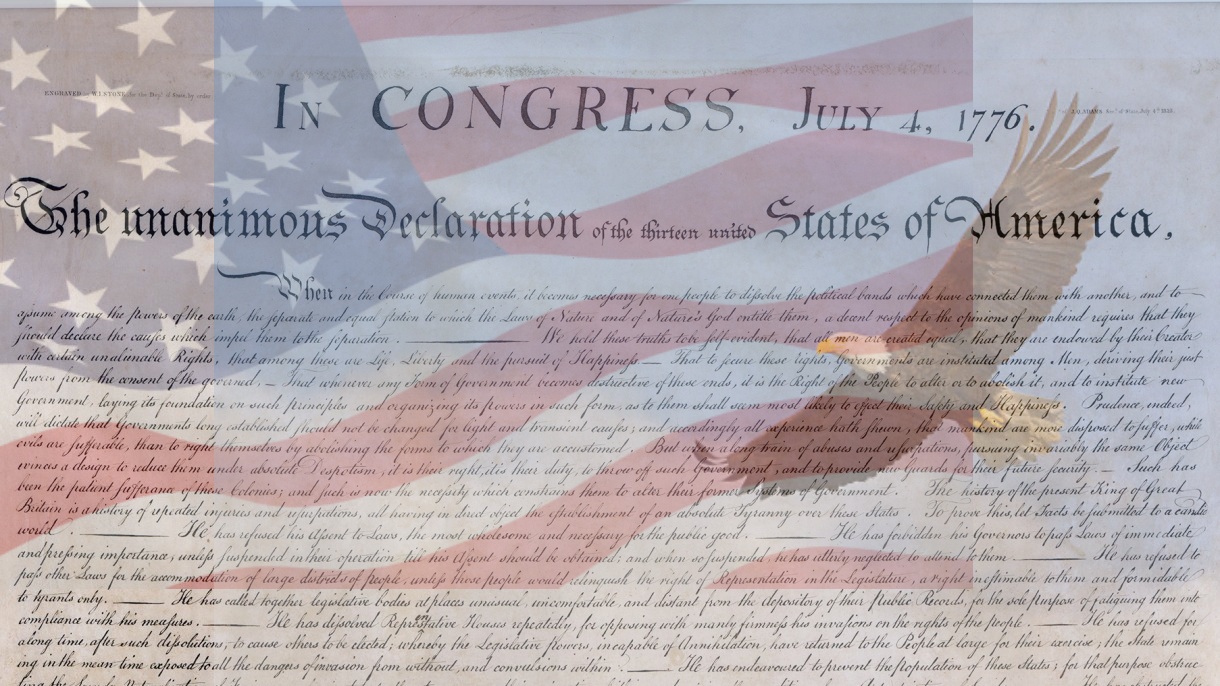 ENGRAVED by W.I.STONE, for the Dept. of State, by order
of J.Q.ADAMS Secy. of State, July 4th 1823.
IN CONGRESS, JULY 4, 1776.
The unanimous Declaration of the thirteen united States of America,
When in the Course of human events, it becomes necessary for one people to dissolve the political bands which have connected them with another, and to
assume among the powers of the earth, the separate and equal station to which the Laws of Nature and of Nature's God entitle them, a decent respect to the opinions of mankind requires that they
should declare the causes which impel them to the separation. ——— We hold these truths to be self-evident, that all men are created equal, that they are endowed by their Creator
with certain unalienable Rights, that among these are Life, Liberty and the pursuit of Happiness.— That to secure these rights, Governments are instituted among Men, deriving their just
powers from the consent of the governed,— That whenever any Form of Government becomes destructive of these ends, it is the Right of the People to alter or to abolish it, and to institute new
Government, laying its foundation on such principles and organizing its powers in such form, as to them shall seem most likely to effect their Safety and Happiness. Prudence, indeed,
will dictate that Governments long established should not be changed for light and transient causes; and accordingly all experience hath shewn, that mankind are more disposed to suffer, while
evils are sufferable, than to right themselves by abolishing the forms to which they are accustomed. But when a long train of abuses and usurpations, pursuing invariably the same Object
evinces a design to reduce them under absolute Despotism, it is their right, it is their duty, to throw off such Government, and to provide new Guards for their future security.— Such has
been the patient sufferance of these Colonies; and such is now the necessity which constrains them to alter their former Systems of Government. The history of the present King of Great
Britain is a history of repeated injuries and usurpations, all having in direct object the establishment of an absolute Tyranny over these States. To prove this, let Facts be submitted to a candid
world. ——— He has refused his Assent to Laws, the most wholesome and necessary for the public good. ——— He has forbidden his Governors to pass Laws of immediate
and pressing importance, unless suspended in their operation till his Assent should be obtained; and when so suspended, he has utterly neglected to attend to them. ——— He has refused to
pass other Laws for the accommodation of large districts of people, unless those people would relinquish the right of Representation in the Legislature, a right inestimable to them and formidable
to tyrants only. ——— He has called together legislative bodies at places unusual, uncomfortable, and distant from the depository of their Public Records, for the sole purpose of fatiguing them into
compliance with his measures. ——— He has dissolved Representative Houses repeatedly, for opposing with manly firmness his invasions on the rights of the people. ——— He has refused for
a long time, after such dissolutions, to cause others to be elected; whereby the Legislative powers, incapable of Annihilation, have returned to the People at large for their exercise; the State remain
ing in the mean time exposed to all the dangers of invasion from without, and convulsions within. ——— He has endeavoured to prevent the population of these States; for that purpose obstruc